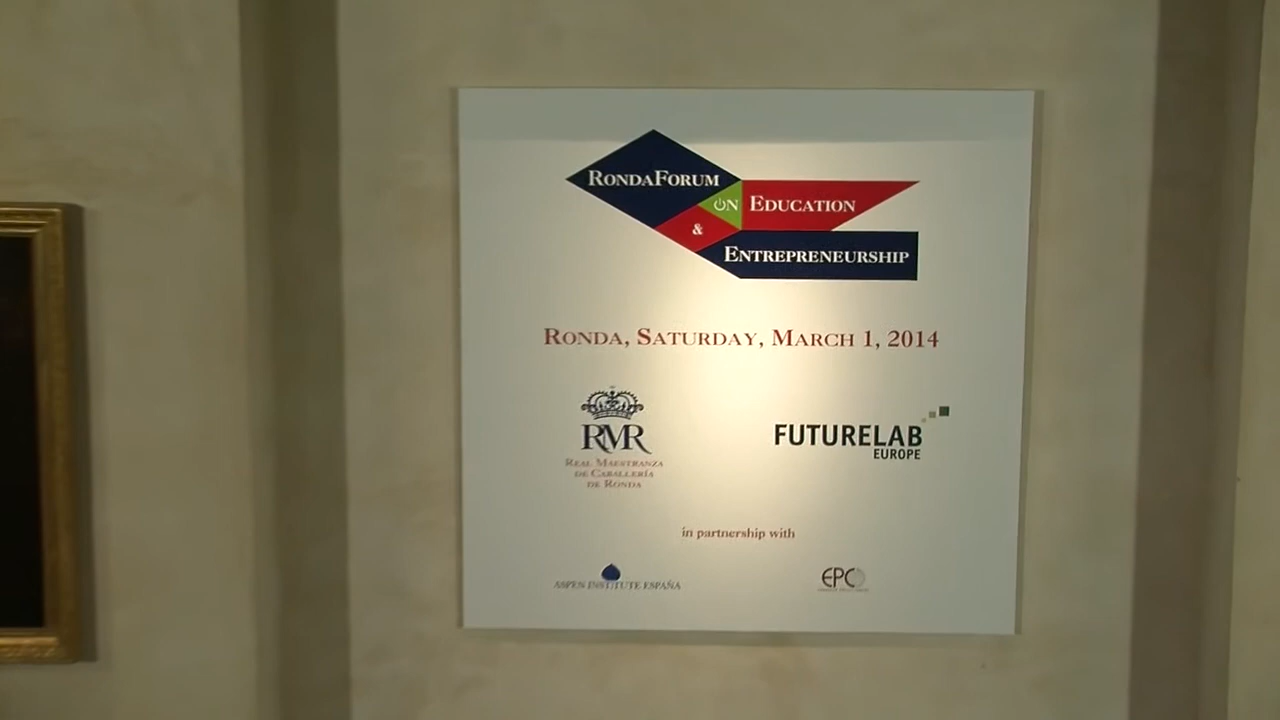 RONDAFORUM
ON EDUCATION
&
ENTREPRENEURSHIP
RONDA, SATURDAY, MARCH 1, 2014
RMR
REAL MAESTRANZA
DE CABALLERÍA
DE RONDA
FUTURELAB
EUROPE
in partnership with
ASPEN INSTITUTE ESPAÑA
EPC